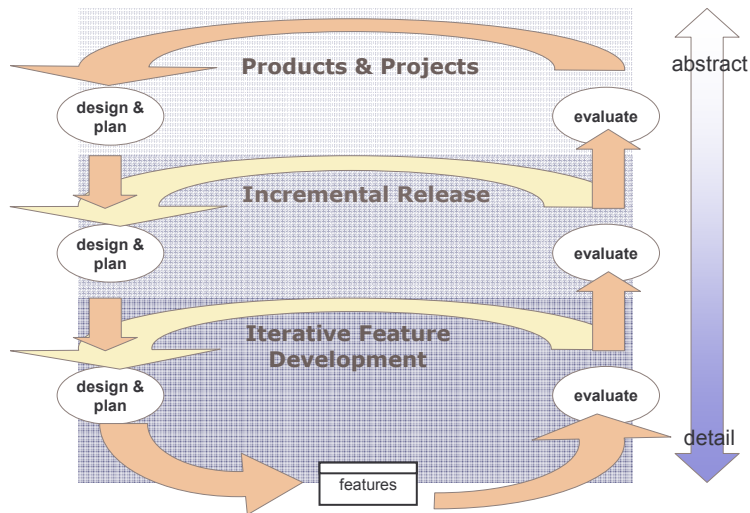 Products & Projects
abstract
design &
plan
evaluate
Incremental Release
design &
plan
evaluate
Iterative Feature
Development
design &
plan
evaluate
detail
features